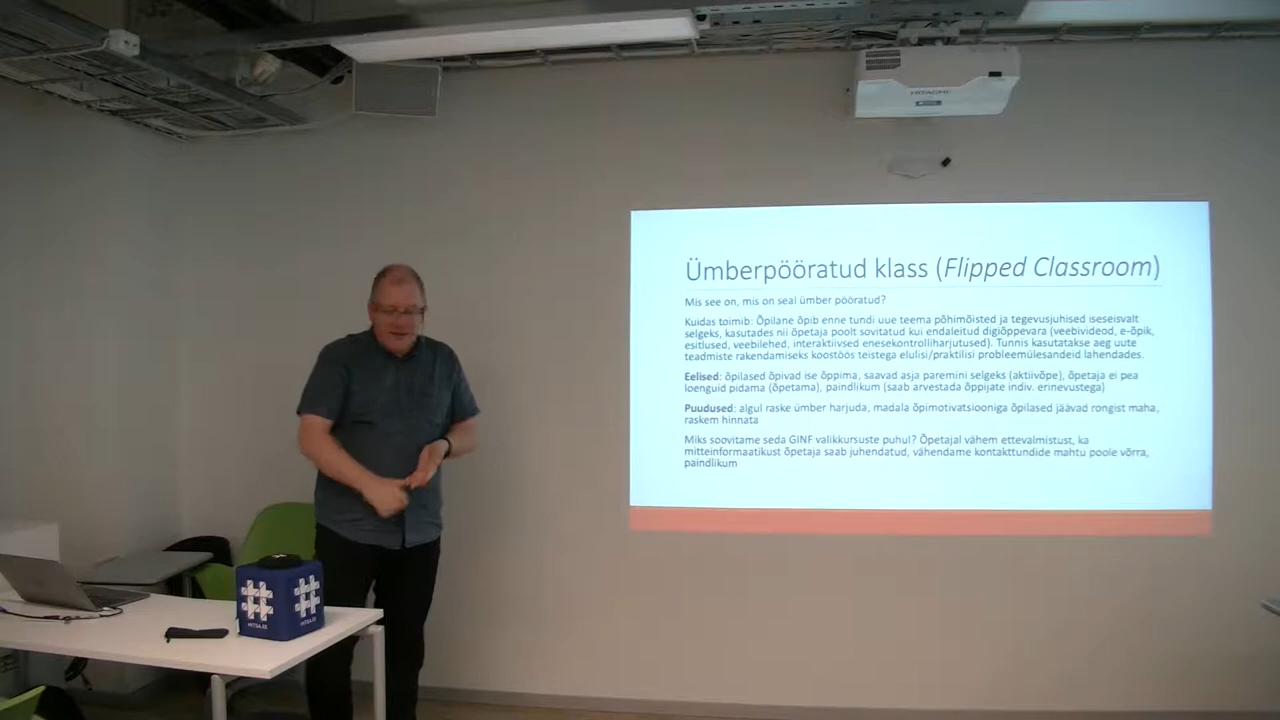 HITACHI
Ümberpööratud klass (Flipped Classroom)
Mis see on, mis on seal ümber pööratud?
Kuidas toimib: Õpilane õpib enne tundi uue teema põhimõisted ja tegevusjuhised iseseisvalt
selgeks, kasutades nii õpetaja poolt sovitatud kui endaleitud digiõppevara (veebivideod, e-õpik,
esitlused, veebilehed, interaktiivsed enesekontrolliharjutused). Tunnis kasutatakse aeg uute
teadmiste rakendamiseks koostöös teistega elulisi/praktilisi probleemülesandeid lahendades.
Eelised: õpilased õpivad ise õppima, saavad asja paremini selgeks (aktiivõpe), õpetaja ei pea
loenguid pidama (õpetama), paindlikum (saab arvestada õppijate indiv. erinevustega)
Puudused: algul raske ümber harjuda, madala õpimotivatsiooniga õpilased jäävad rongist maha,
raskem hinnata
Miks soovitame seda GINF valikkursuste puhul? Õpetajal vähem ettevalmistust, ka
mitteinformaatikust õpetaja saab juhendatud, vähendame kontakttundide mahtu poole võrra,
paindlikum
HITSA.EE
HITSA.EE